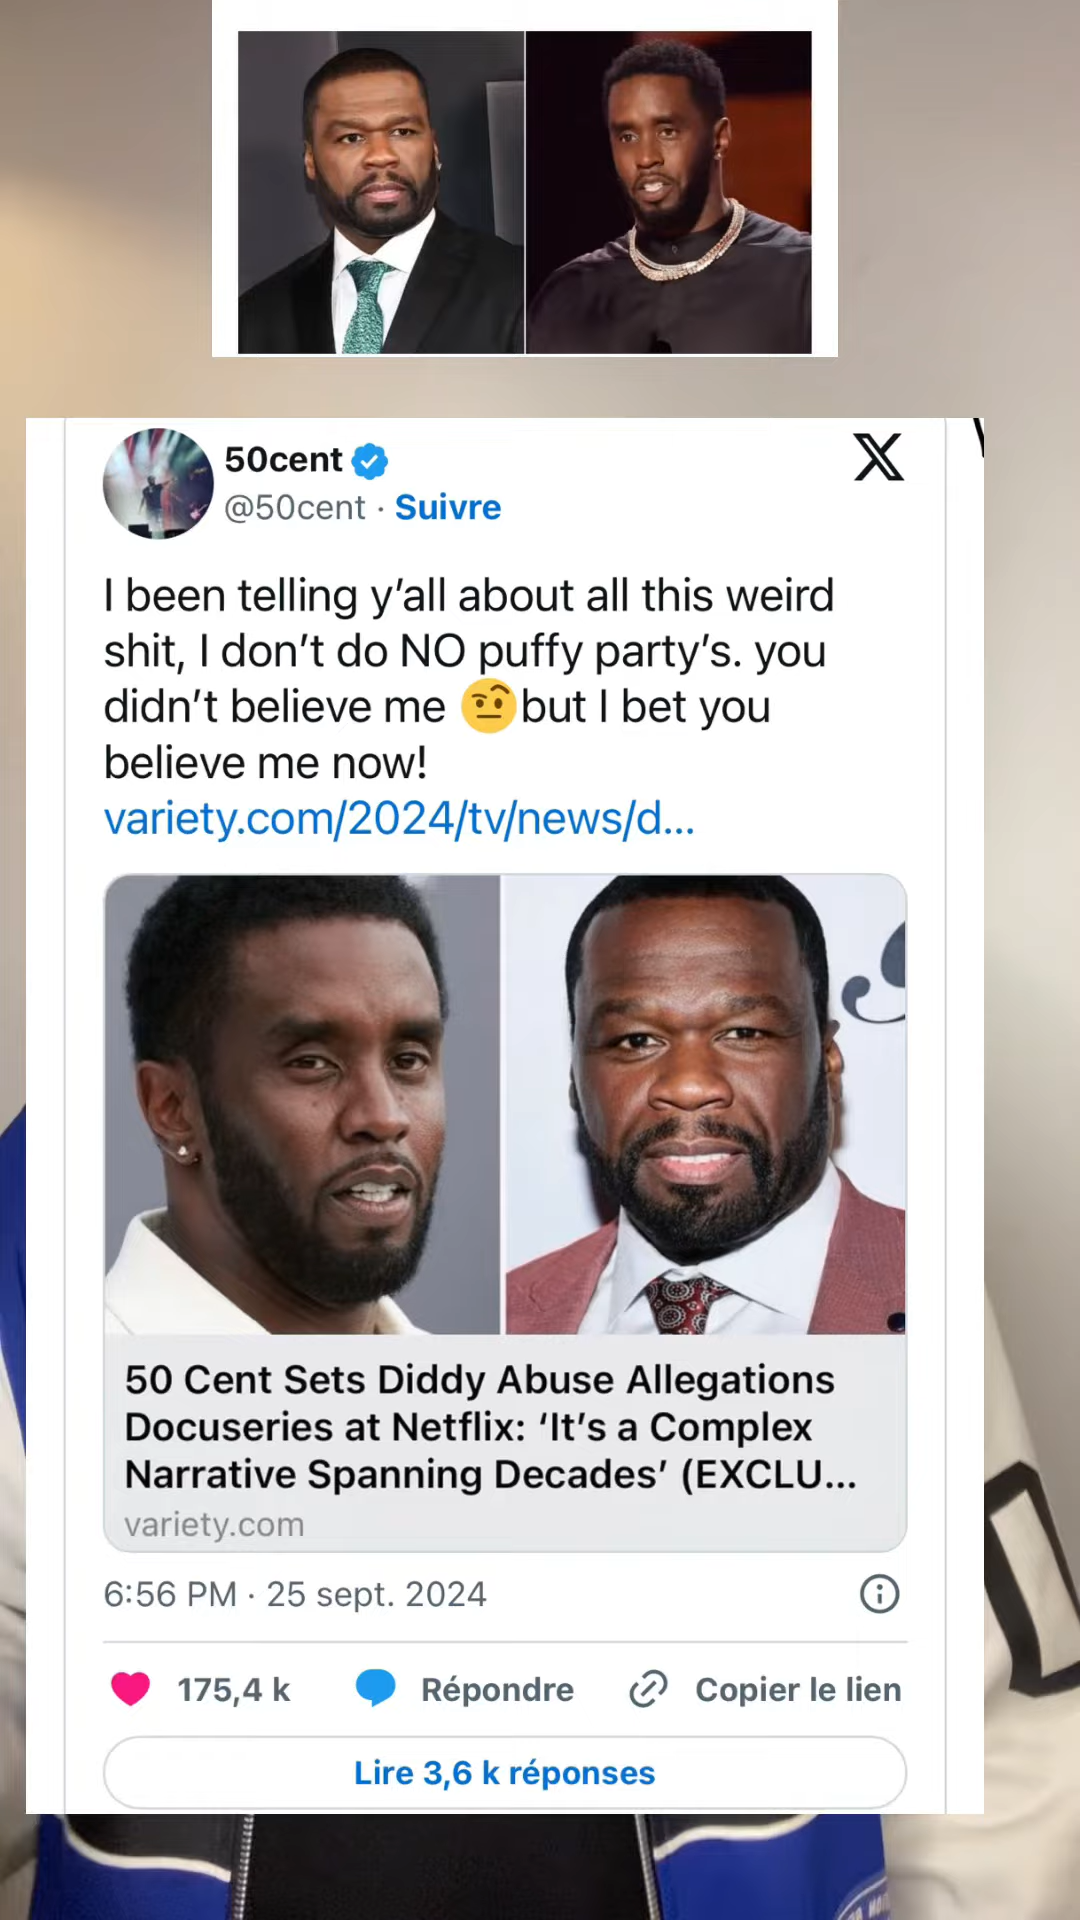 50cent
@50cent · Suivre
I been telling y’all about all this weird
shit, I don’t do NO puffy party’s. you
didn’t believe me 🤨but I bet you
believe me now!
variety.com/2024/tv/news/d...
50 Cent Sets Diddy Abuse Allegations
Docuseries at Netflix: ‘It’s a Complex
Narrative Spanning Decades’ (EXCLU...
variety.com
6:56 PM · 25 sept. 2024
175,4 k Répondre Copier le lien
Lire 3,6 k réponses